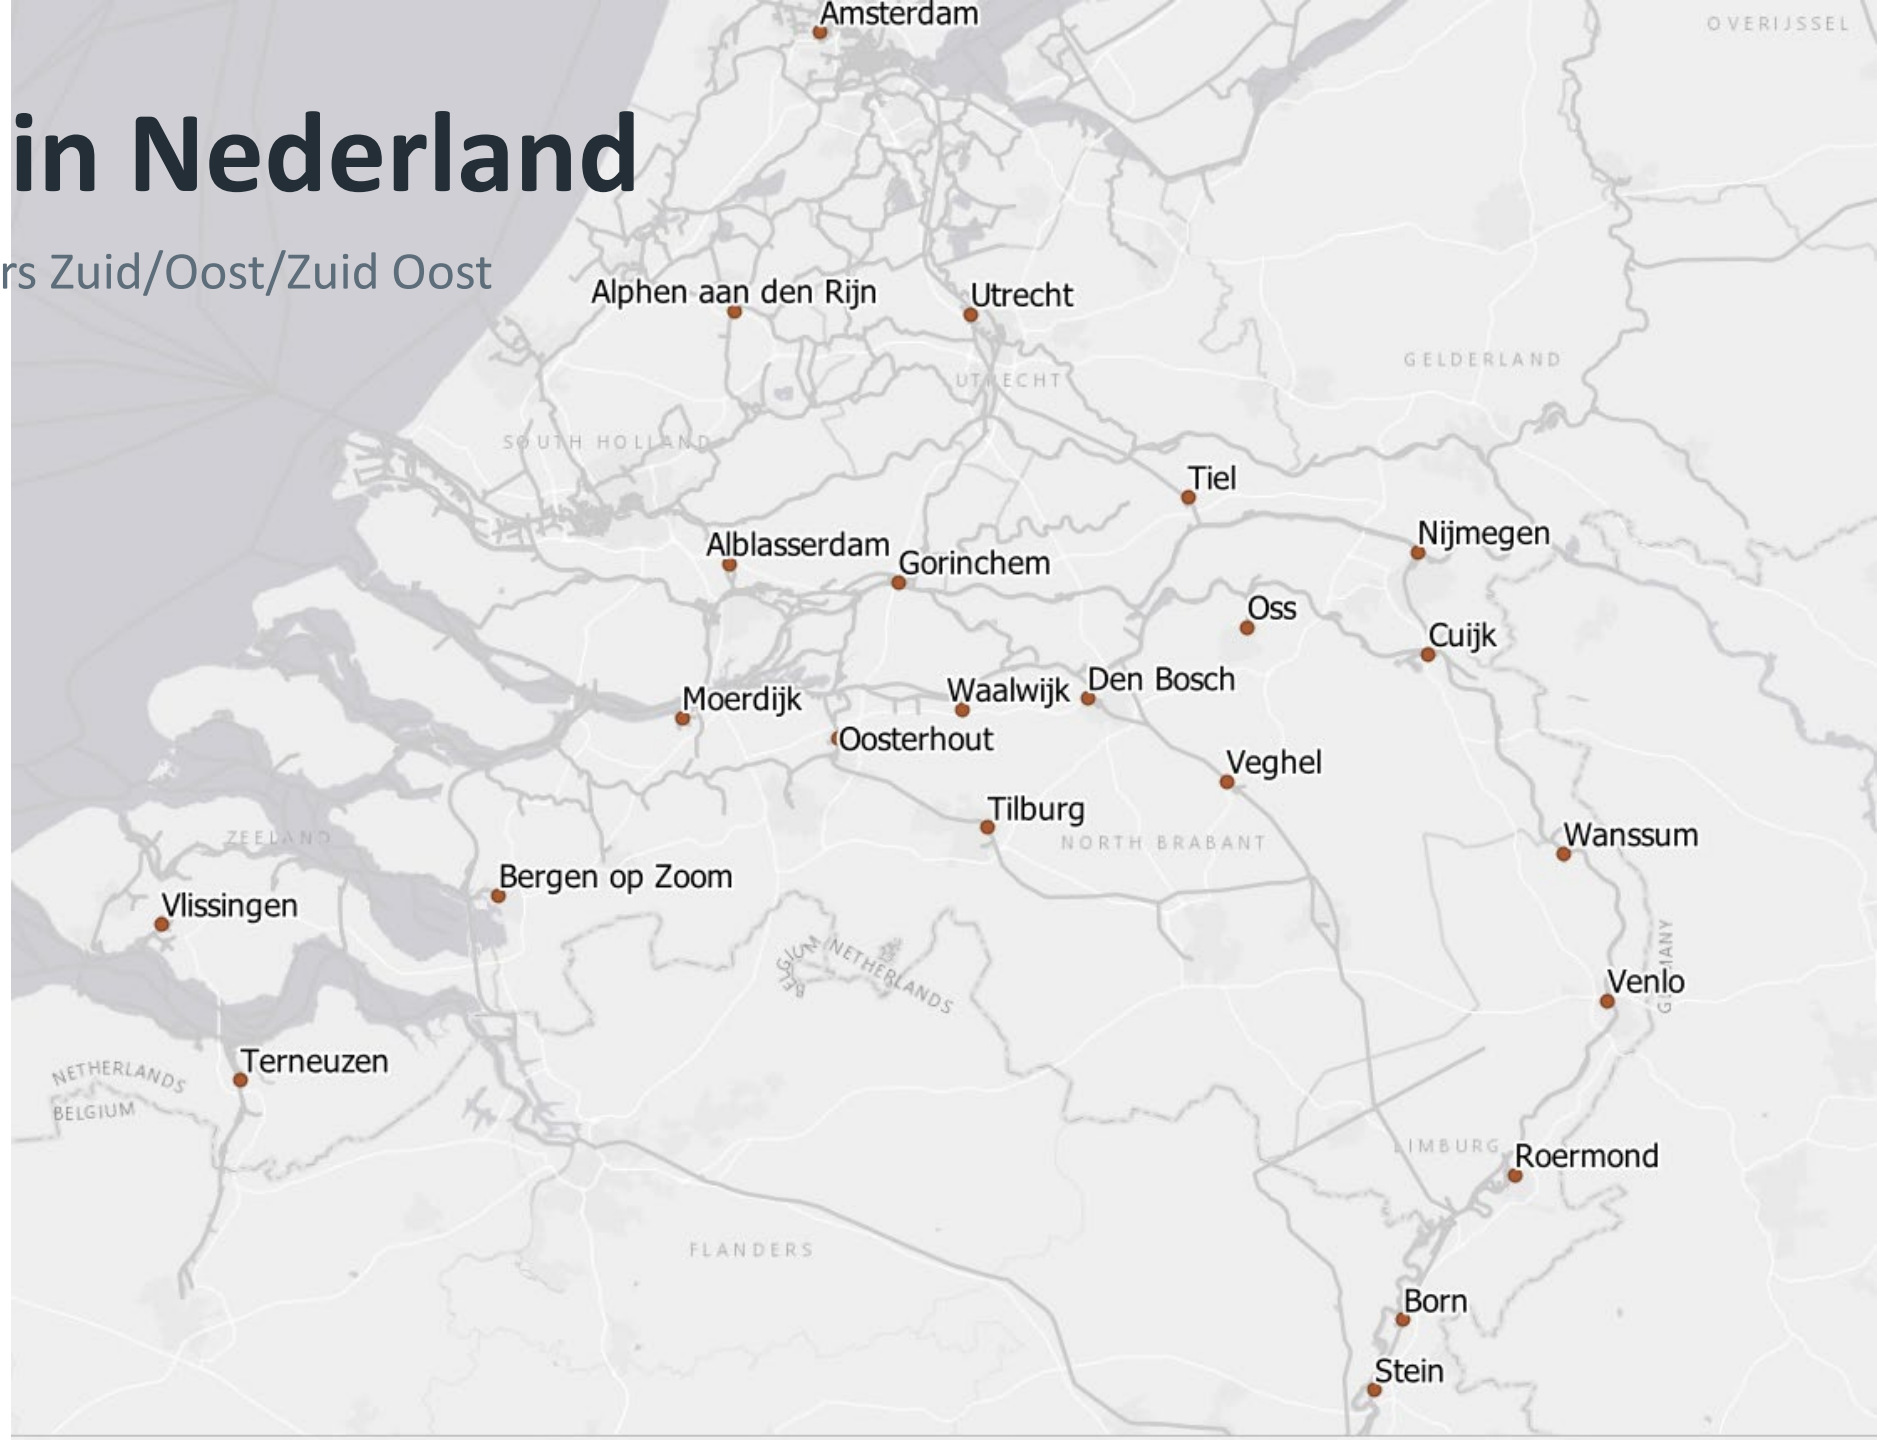 Amsterdam
OVERIJSSEL
in Nederland
rs Zuid/Oost/Zuid Oost
Alphen aan den Rijn
Utrecht
GELDERLAND
UTRECHT
SOUTH HOLLAND
Tiel
Nijmegen
Alblasserdam
Gorinchem
Oss
Cuijk
Den Bosch
Waalwijk
Moerdijk
Oosterhout
Veghel
Tilburg
Wanssum
ZEELAND
NORTH BRABANT
Bergen op Zoom
Vlissingen
BELGIUM
NETHERLANDS
GERMANY
Venlo
Terneuzen
NETHERLANDS
BELGIUM
LIMBURG
Roermond
FLANDERS
Born
Stein